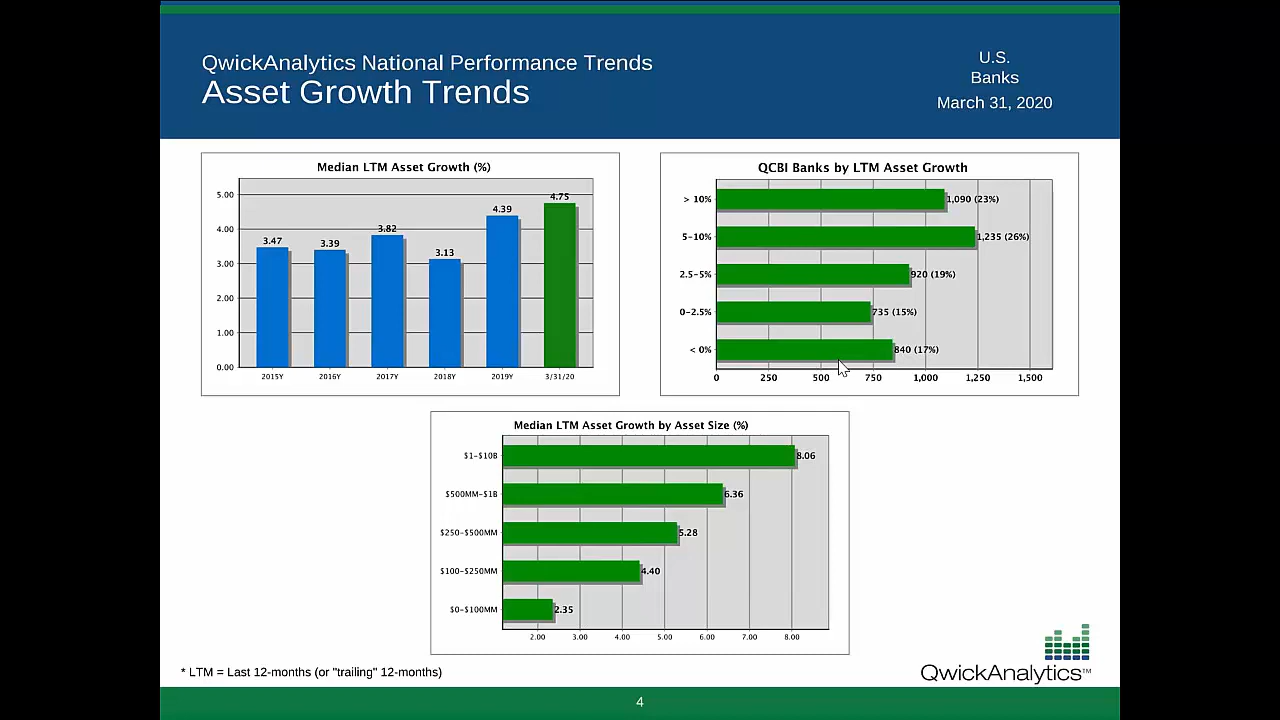 QwickAnalytics National Performance Trends
Asset Growth Trends
U.S.
Banks
March 31, 2020
Median LTM Asset Growth (%)
5.00
4.00
3.00
2.00
1.00
0.00
3.47
3.39
3.82
3.13
4.39
4.75
2015Y
2016Y
2017Y
2018Y
2019Y
3/31/20
QCBI Banks by LTM Asset Growth
> 10%
1,090 (23%)
5-10%
1,235 (26%)
2.5-5%
920 (19%)
0-2.5%
735 (15%)
< 0%
840 (17%)
0
250
500
750
1,000
1,250
1,500
Median LTM Asset Growth by Asset Size (%)
$1-$10B
8.06
$500MM-$1B
6.36
$250-$500MM
5.28
$100-$250MM
4.40
$0-$100MM
2.35
2.00
3.00
4.00
5.00
6.00
7.00
8.00
* LTM = Last 12-months (or "trailing" 12-months)
QwickAnalytics™
4